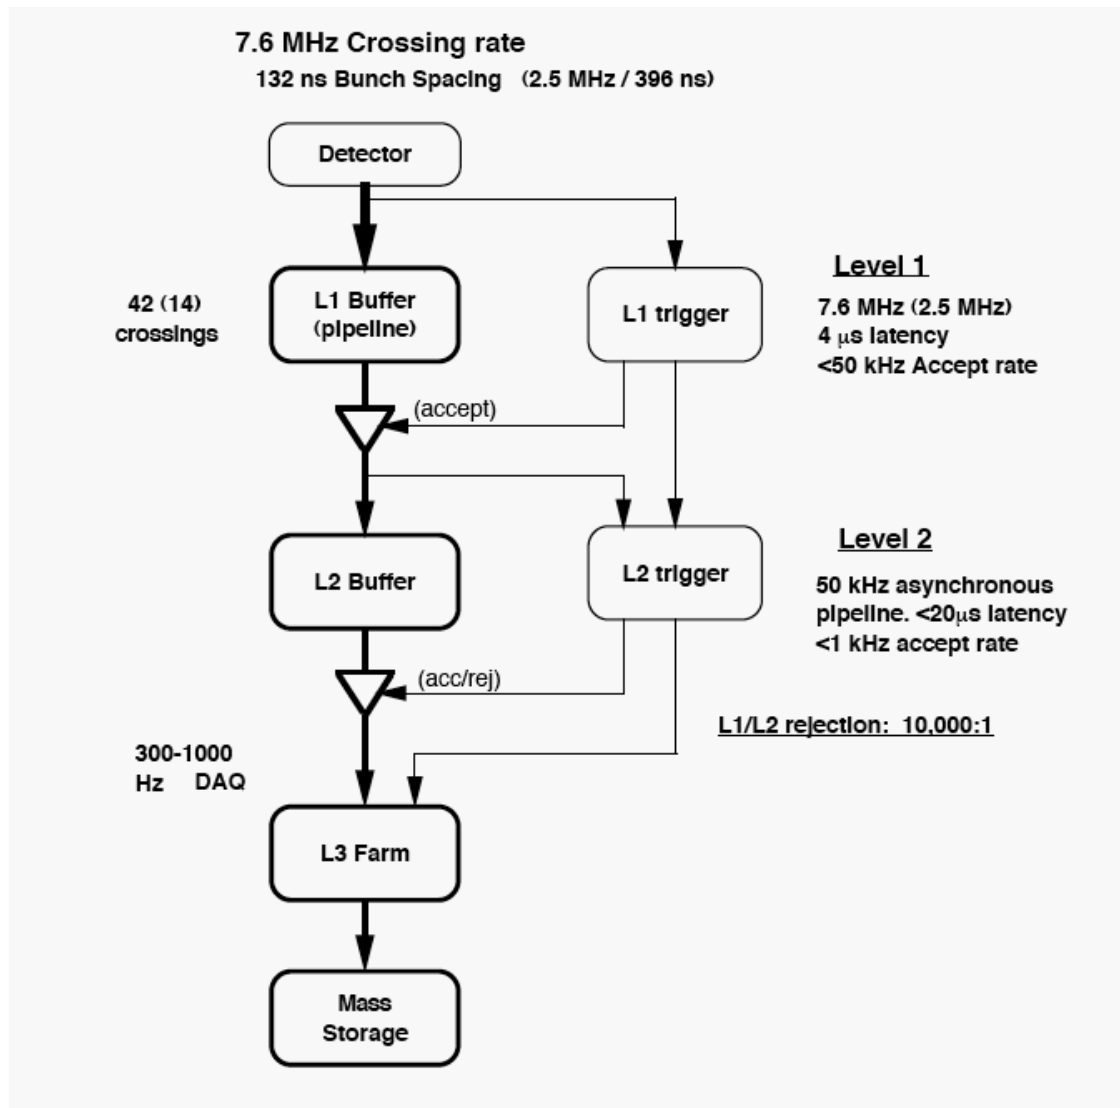 7.6 MHz Crossing rate
132 ns Bunch Spacing (2.5 MHz / 396 ns)
Detector
L1 Buffer
(pipeline)
42 (14)
crossings
L1 trigger
Level 1
7.6 MHz (2.5 MHz)
4 μs latency
<50 kHz Accept rate
(accept)
L2 Buffer
L2 trigger
Level 2
50 kHz asynchronous
pipeline. <20μs latency
<1 kHz accept rate
(acc/rej)
L1/L2 rejection: 10,000:1
300-1000
Hz DAQ
L3 Farm
Mass
Storage